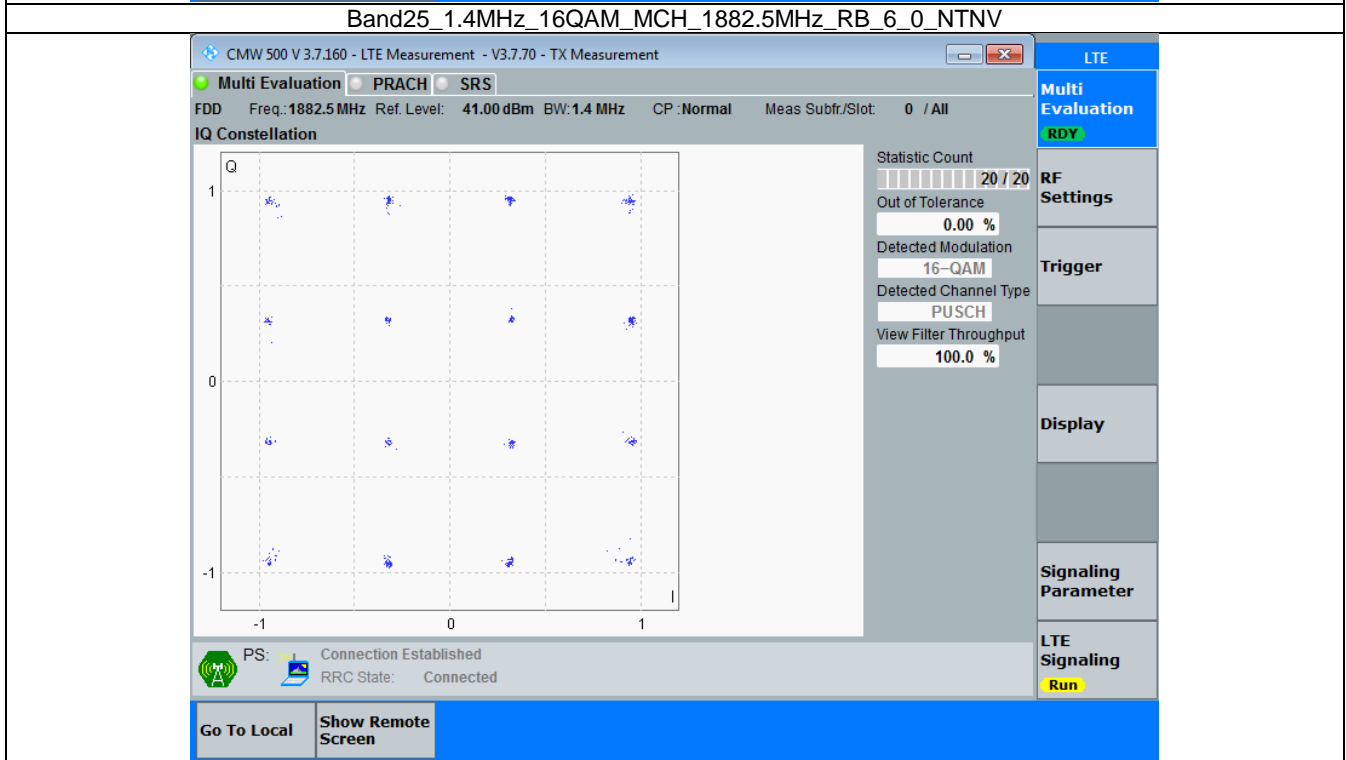 Band25_1.4MHz_16QAM_MCH_1882.5MHz_RB_6_0_NTNV
CMW 500 V 3.7.160 - LTE Measurement - V3.7.70 - TX Measurement
LTE
Multi Evaluation PRACH SRS
Multi
Evaluation
RDY
FDD Freq.: 1882.5 MHz Ref. Level: 41.00 dBm BW: 1.4 MHz CP : Normal Meas Subfr./Slot: 0 / All
IQ Constellation
Q
1
0
-1
-1 0 1
I
Statistic Count
20 / 20
Out of Tolerance
0.00 %
Detected Modulation
16-QAM
Detected Channel Type
PUSCH
View Filter Throughput
100.0 %
RF
Settings
Trigger
Display
Signaling
Parameter
LTE
Signaling
Run
PS: Connection Established
RRC State: Connected
Go To Local
Show Remote
Screen